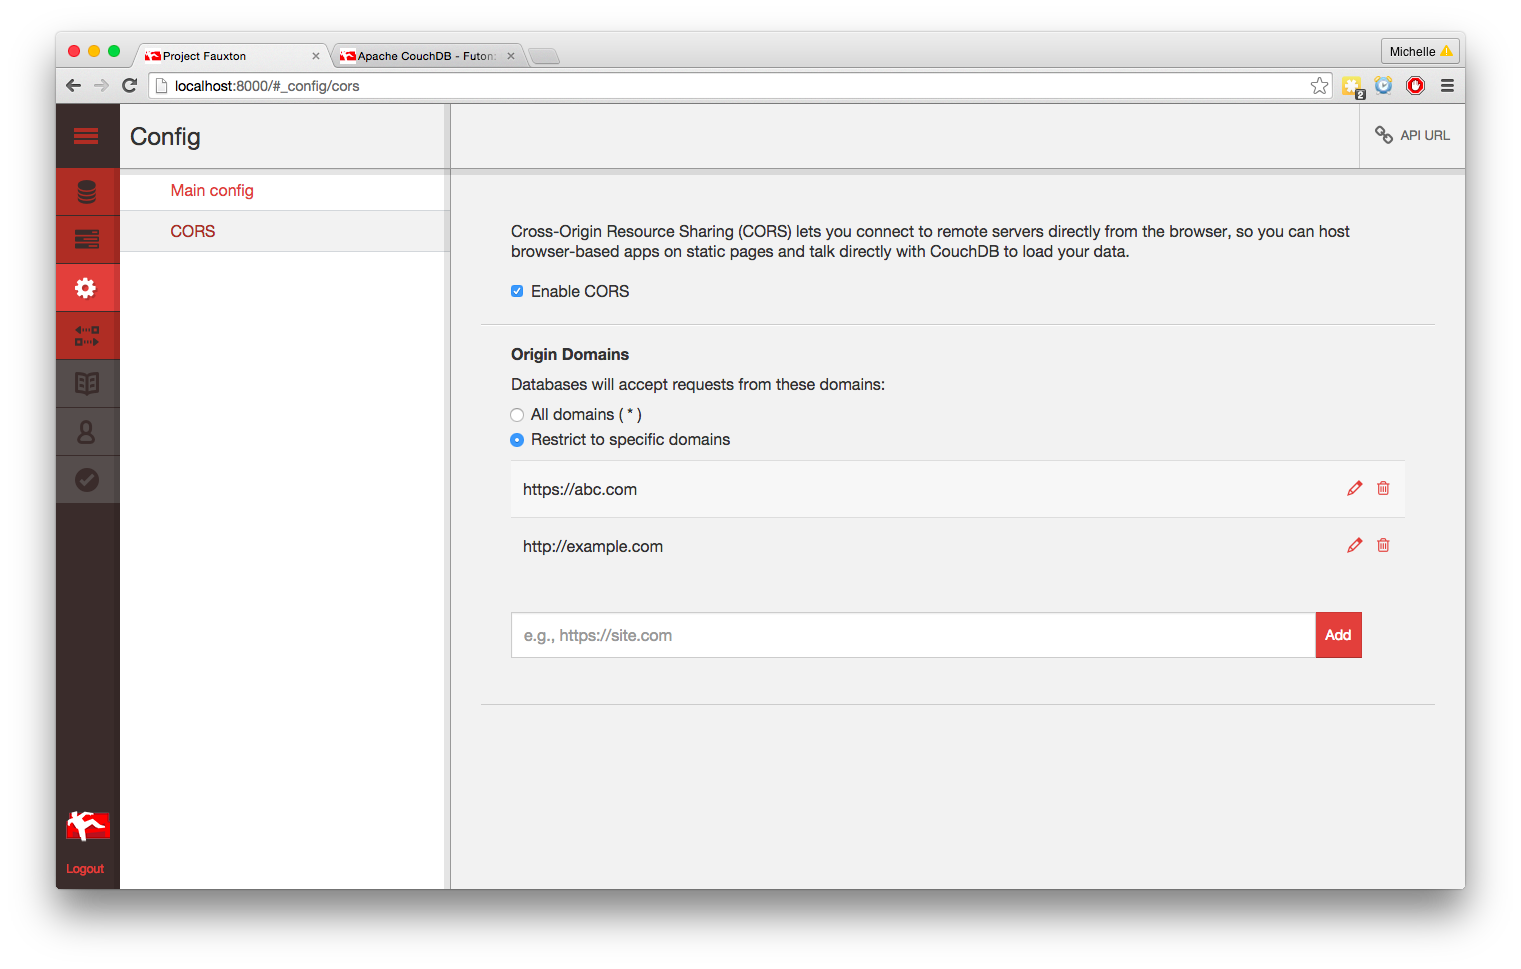 Project Fauxton
Apache CouchDB - Futon:
Michelle
localhost:8000/#_config/cors
2
Config
API URL
Main config
CORS
Cross-Origin Resource Sharing (CORS) lets you connect to remote servers directly from the browser, so you can host
browser-based apps on static pages and talk directly with CouchDB to load your data.
Enable CORS
Origin Domains
Databases will accept requests from these domains:
All domains ( * )
Restrict to specific domains
https://abc.com
http://example.com
e.g., https://site.com
Add
Logout